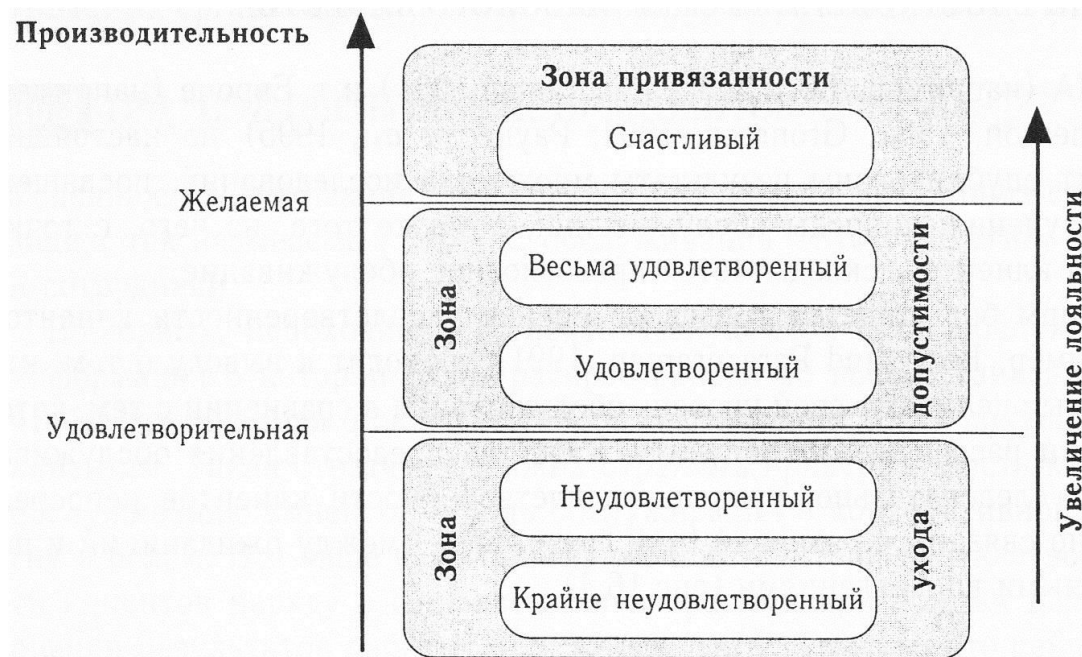 Производительность
Зона привязанности
Счастливый
Желаемая
Весьма удовлетворенный
Зона
допустимости
Удовлетворенный
Удовлетворительная
Неудовлетворенный
Зона
ухода
Крайне неудовлетворенный
Увеличение лояльности